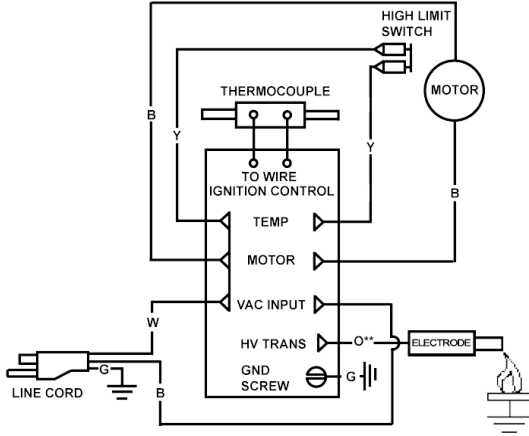 HIGH LIMIT
SWITCH
THERMOCOUPLE
MOTOR
B
Y
Y
B
TO WIRE
IGNITION CONTROL
TEMP
MOTOR
VAC INPUT
W
HV TRANS
O**
ELECTRODE
GND
SCREW
G
G
LINE CORD
B